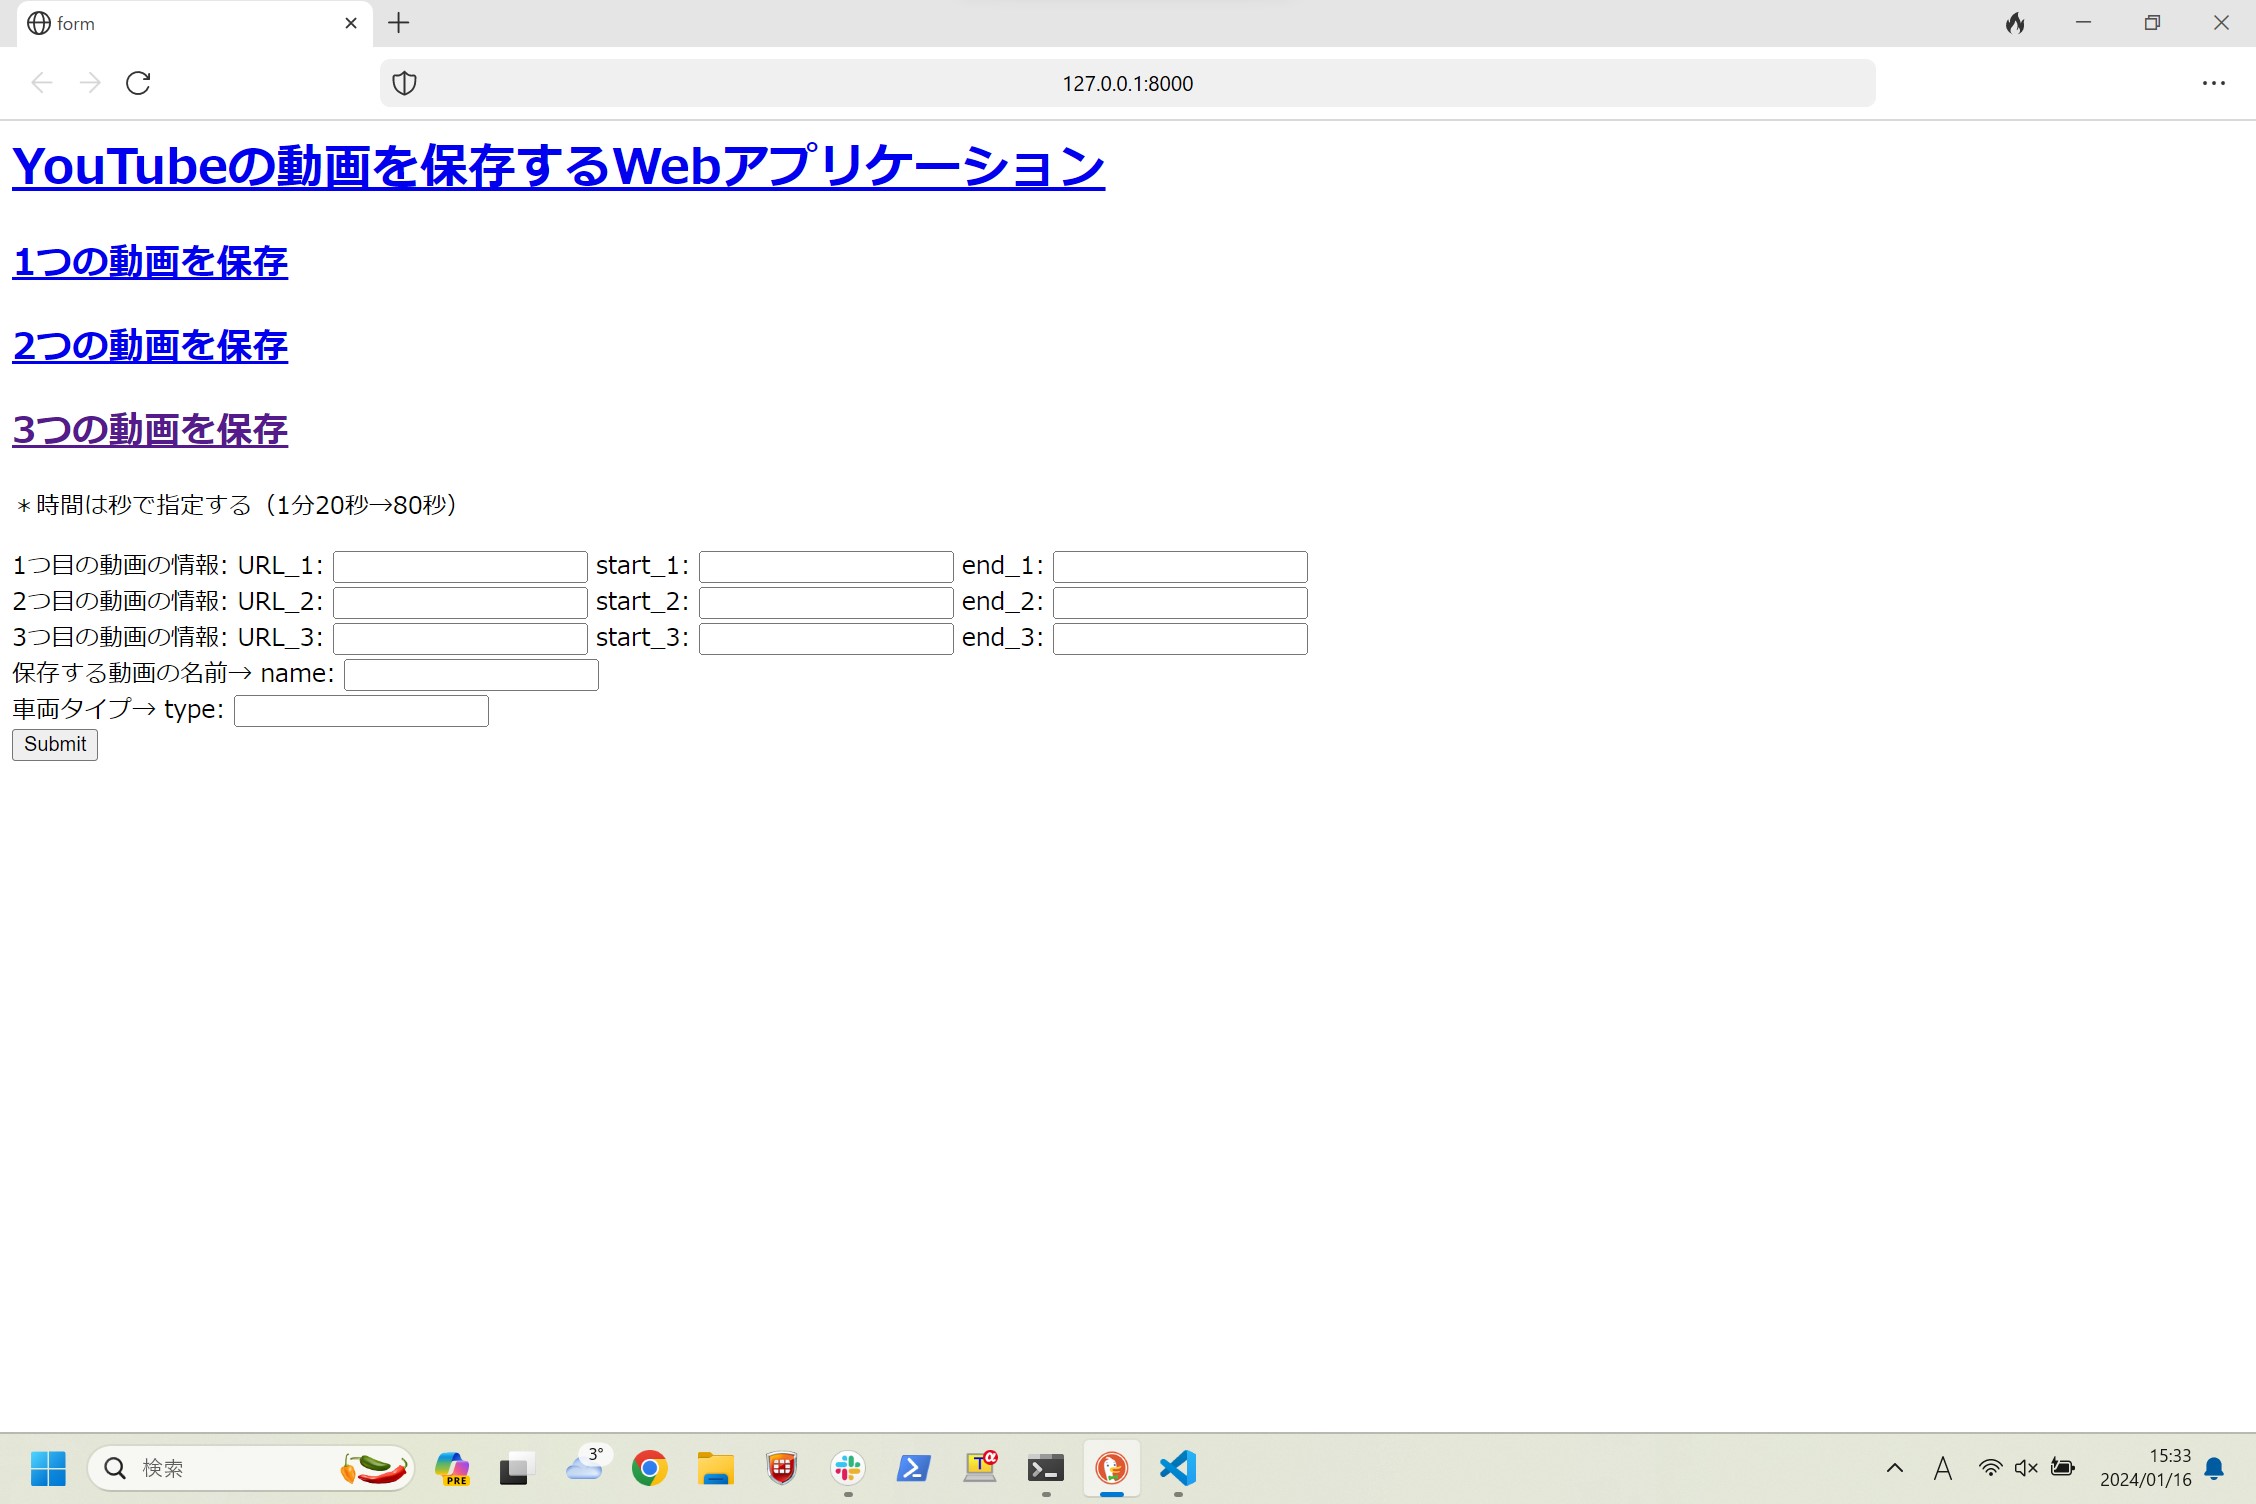 form
127.0.0.1:8000
YouTubeの動画を保存するWebアプリケーション
1つの動画を保存
2つの動画を保存
3つの動画を保存
＊時間は秒で指定する（1分20秒→80秒）
1つ目の動画の情報: URL_1: start_1: end_1:
2つ目の動画の情報: URL_2: start_2: end_2:
3つ目の動画の情報: URL_3: start_3: end_3:
保存する動画の名前→ name:
車両タイプ→ type:
Submit
検索
PRE
3°
T α
A
15:33
2024/01/16